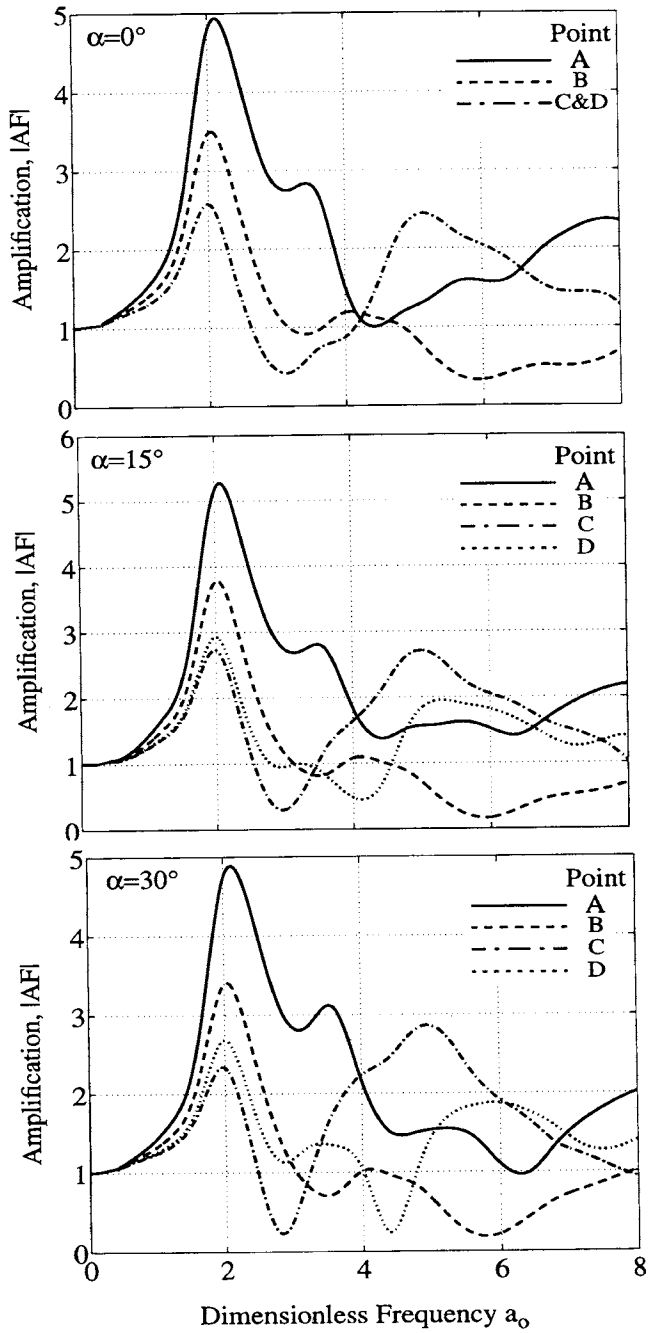 α=0°
Point
A
B
C&D
Amplification, |AF|
5
4
3
2
1
0
α=15°
Point
A
B
C
D
Amplification, |AF|
6
5
4
3
2
1
0
α=30°
Point
A
B
C
D
Amplification, |AF|
5
4
3
2
1
0
0 2 4 6 8
Dimensionless Frequency aₒ